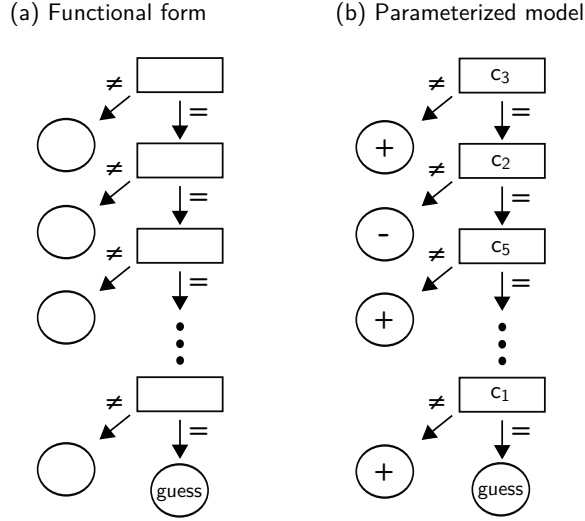 (a) Functional form
(b) Parameterized model
≠
=
≠
=
≠
=
≠
=
guess
c₃
≠
=
+
c₂
≠
=
-
c₅
≠
=
+
c₁
≠
=
+
guess